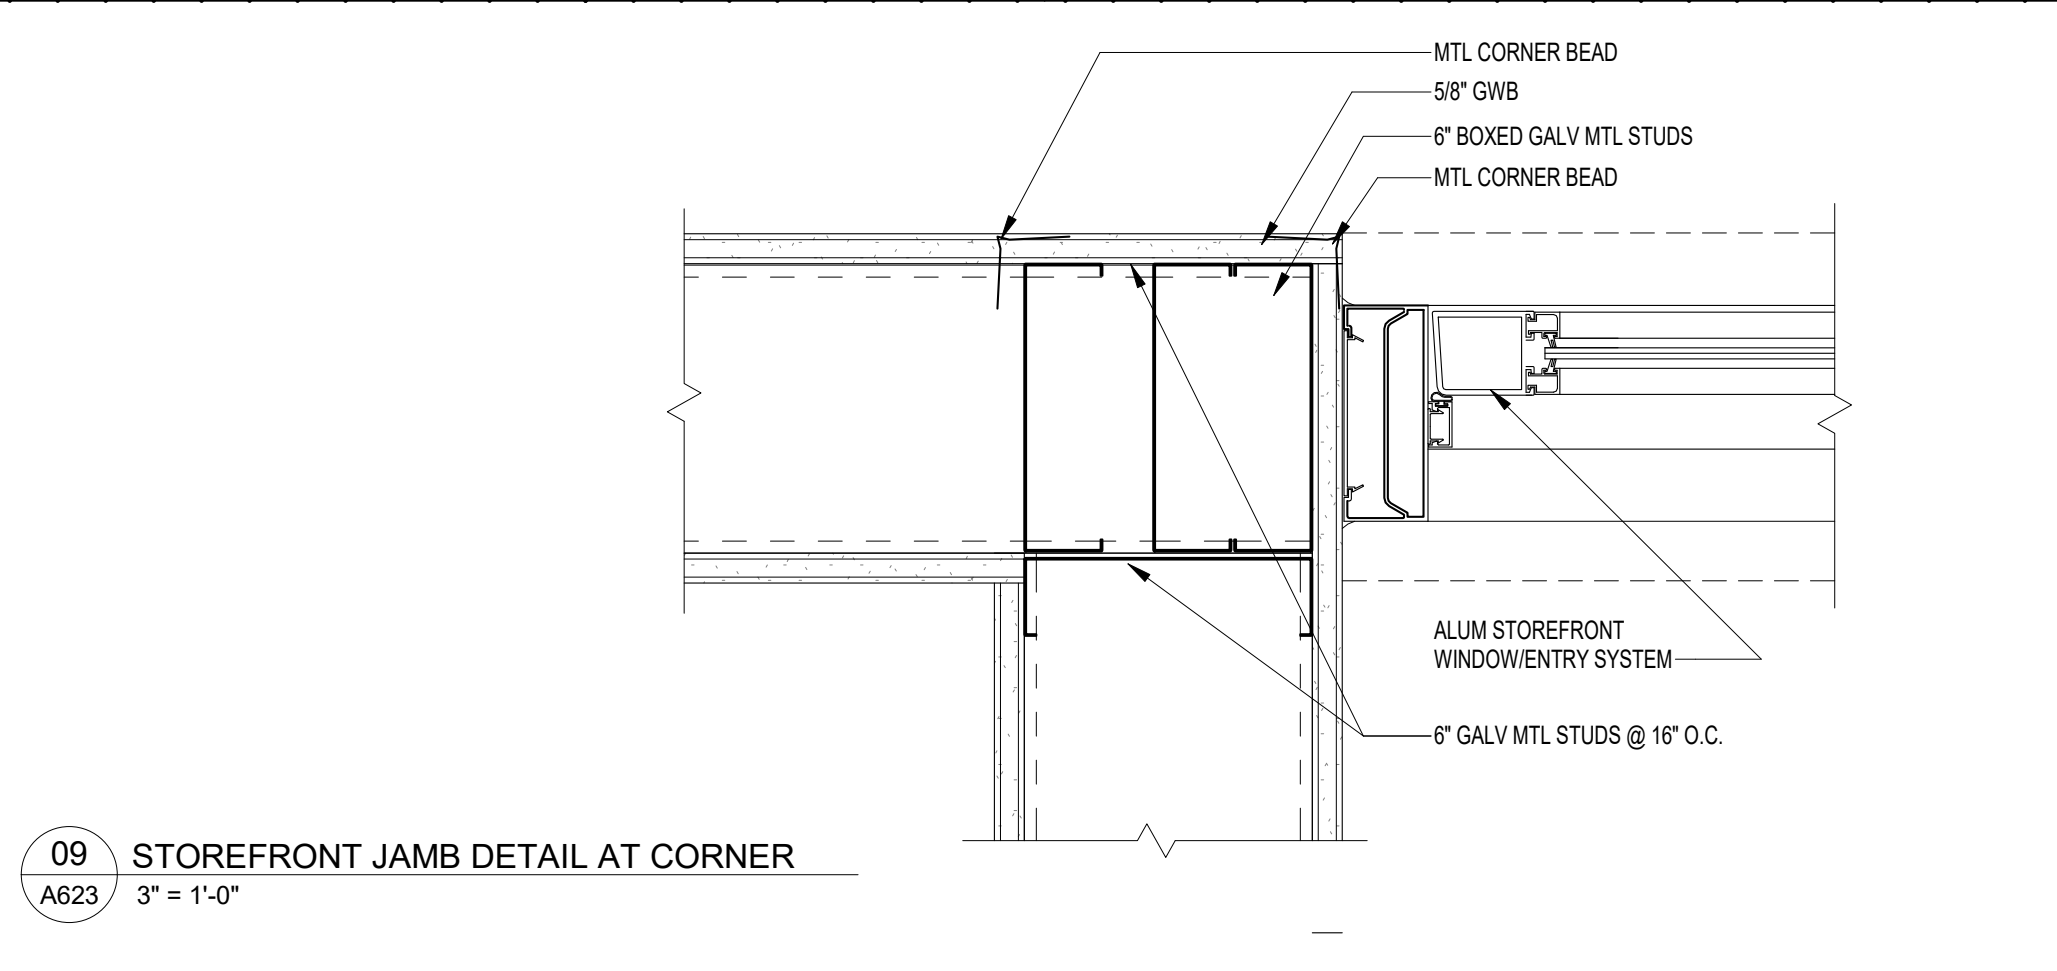 MTL CORNER BEAD
5/8" GWB
6" BOXED GALV MTL STUDS
MTL CORNER BEAD
ALUM STOREFRONT
WINDOW/ENTRY SYSTEM
6" GALV MTL STUDS @ 16" O.C.
09
STOREFRONT JAMB DETAIL AT CORNER
A623
3" = 1'-0"